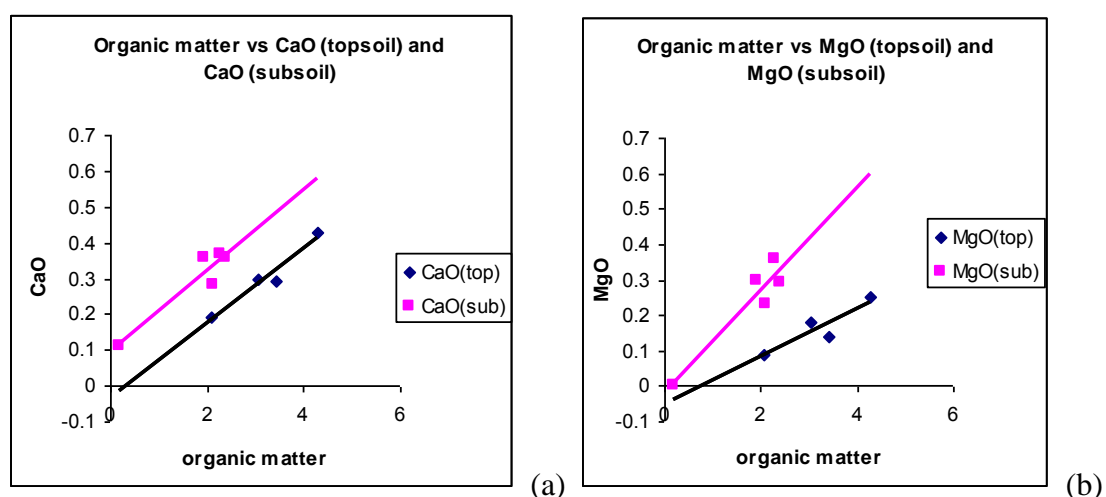 Organic matter vs CaO (topsoil) and
CaO (subsoil)
0.7
0.6
0.5
0.4
0.3
0.2
0.1
0
-0.1
0
2
4
6
CaO
organic matter
CaO(top)
CaO(sub)
(a)
Organic matter vs MgO (topsoil) and
MgO (subsoil)
0.7
0.6
0.5
0.4
0.3
0.2
0.1
0
-0.1
0
2
4
6
MgO
organic matter
MgO(top)
MgO(sub)
(b)